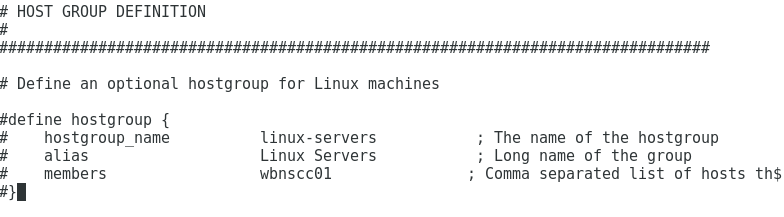 # HOST GROUP DEFINITION
#
###############################################################################
# Define an optional hostgroup for Linux machines
#define hostgroup {
#    hostgroup_name          linux-servers           ; The name of the hostgroup
#    alias                   Linux Servers           ; Long name of the group
#    members                 wbnscc01               ; Comma separated list of hosts th$
#}